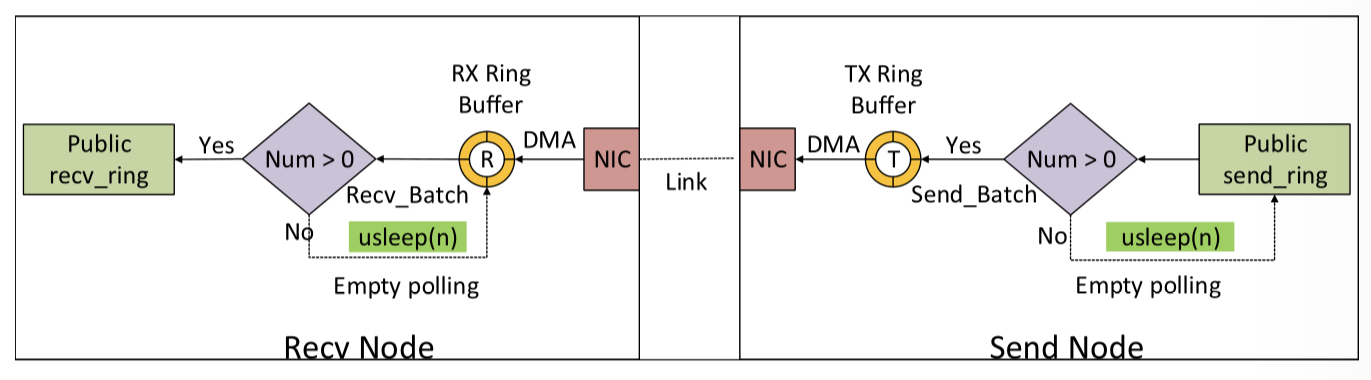 RX Ring
Buffer
TX Ring
Buffer
Public
recv_ring
Yes
Num > 0
R
DMA
NIC
Link
NIC
DMA
T
Yes
Num > 0
Public
send_ring
Recv_Batch
Send_Batch
No
usleep(n)
No
usleep(n)
Empty polling
Empty polling
Recv Node
Send Node